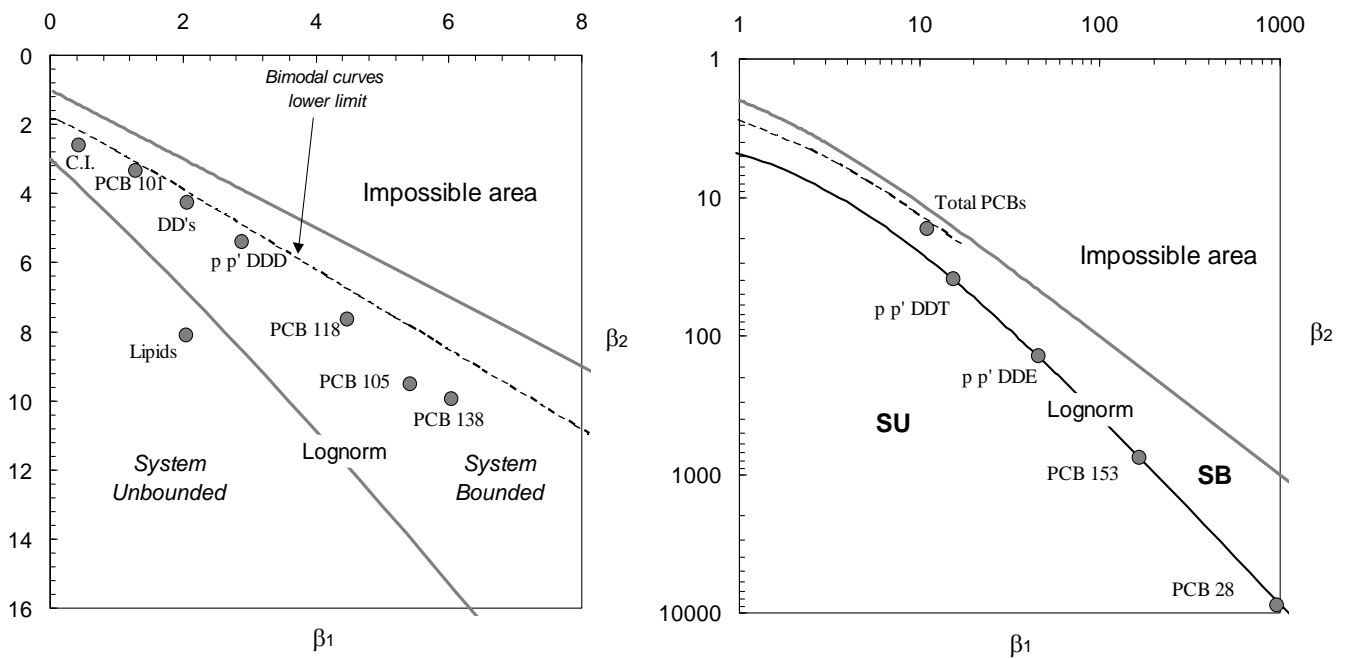 0 2 4 6 8
0
2
4
6
8
10
12
14
16
Bimodal curves
lower limit
Impossible area
C.I.
PCB 101
DD's
p p' DDD
PCB 118
Lipids
PCB 105
PCB 138
Lognorm
System
Unbounded
System
Bounded
β2
β1
1 10 100 1000
1
10
100
1000
10000
Total PCBs
Impossible area
p p' DDT
p p' DDE
Lognorm
SU
PCB 153
SB
PCB 28
β2
β1